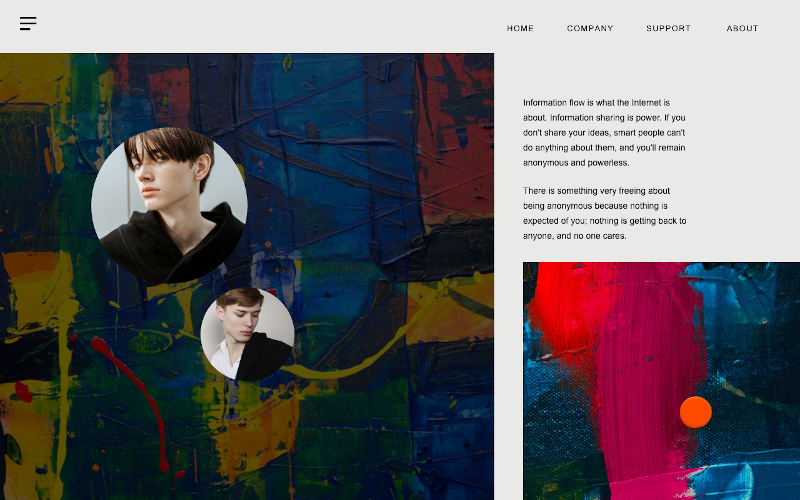 HOME COMPANY SUPPORT ABOUT
Information flow is what the Internet is
about. Information sharing is power. If you
don't share your ideas, smart people can't
do anything about them, and you'll remain
anonymous and powerless.
There is something very freeing about
being anonymous because nothing is
expected of you; nothing is getting back to
anyone, and no one cares.